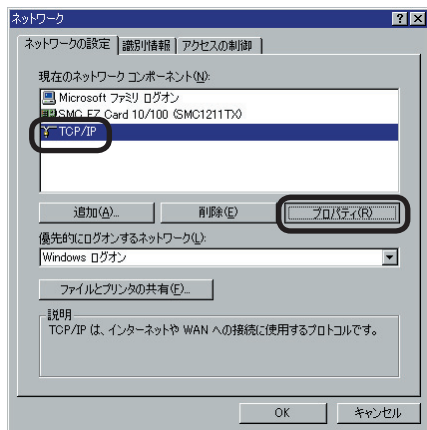 ネットワーク
ネットワークの設定 識別情報 アクセスの制御
現在のネットワーク コンポーネント(N):
Microsoft ファミリ ログオン
SMC EZ Card 10/100 (SMC1211TX)
TCP/IP
追加(A)... 削除(E) プロパティ(R)
優先的にログオンするネットワーク(L):
Windows ログオン
ファイルとプリンタの共有(F)...
説明
TCP/IP は、インターネットや WAN への接続に使用するプロトコルです。
OK キャンセル